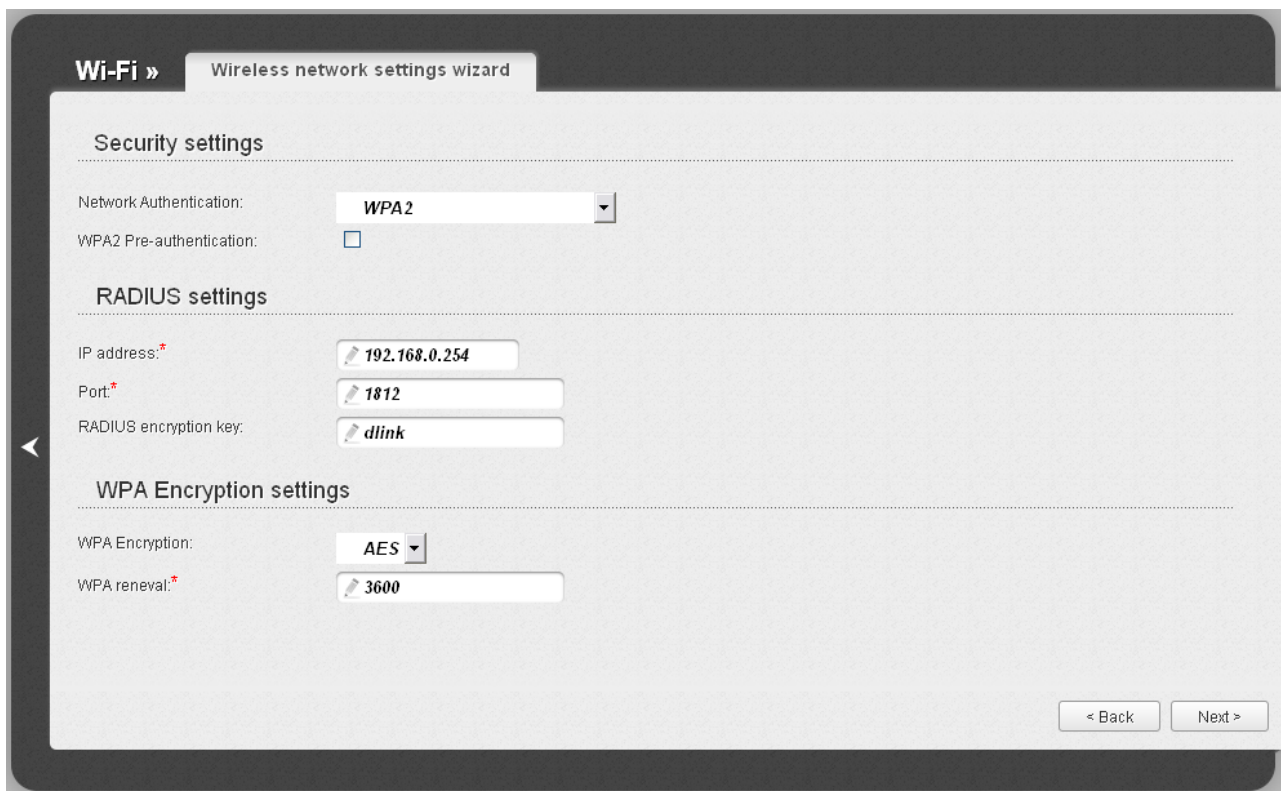 Wi-Fi » Wireless network settings wizard
Security settings
Network Authentication: WPA2
WPA2 Pre-authentication:
RADIUS settings
IP address:* 192.168.0.254
Port:* 1812
RADIUS encryption key: dlink
WPA Encryption settings
WPA Encryption: AES
WPA reneval:* 3600
< Back Next >